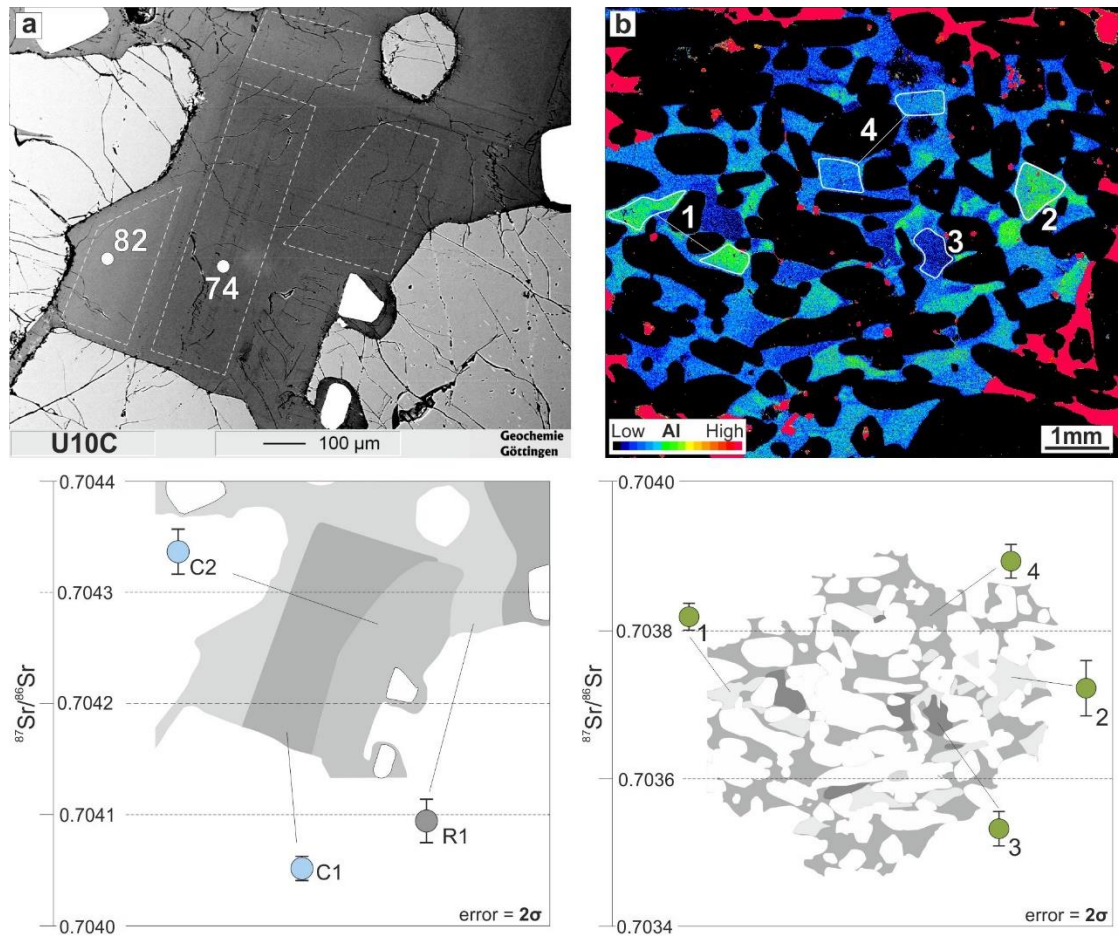 a
82
74
U10C
100 µm
Geochemie
Göttingen
b
4
1
2
3
Low Al High
1mm
0.7044
0.7043
0.7042
0.7041
0.7040
⁸⁷Sr/⁸⁶Sr
C2
R1
C1
error = 2σ
0.7040
0.7038
0.7036
0.7034
⁸⁷Sr/⁸⁶Sr
4
1
2
3
error = 2σ